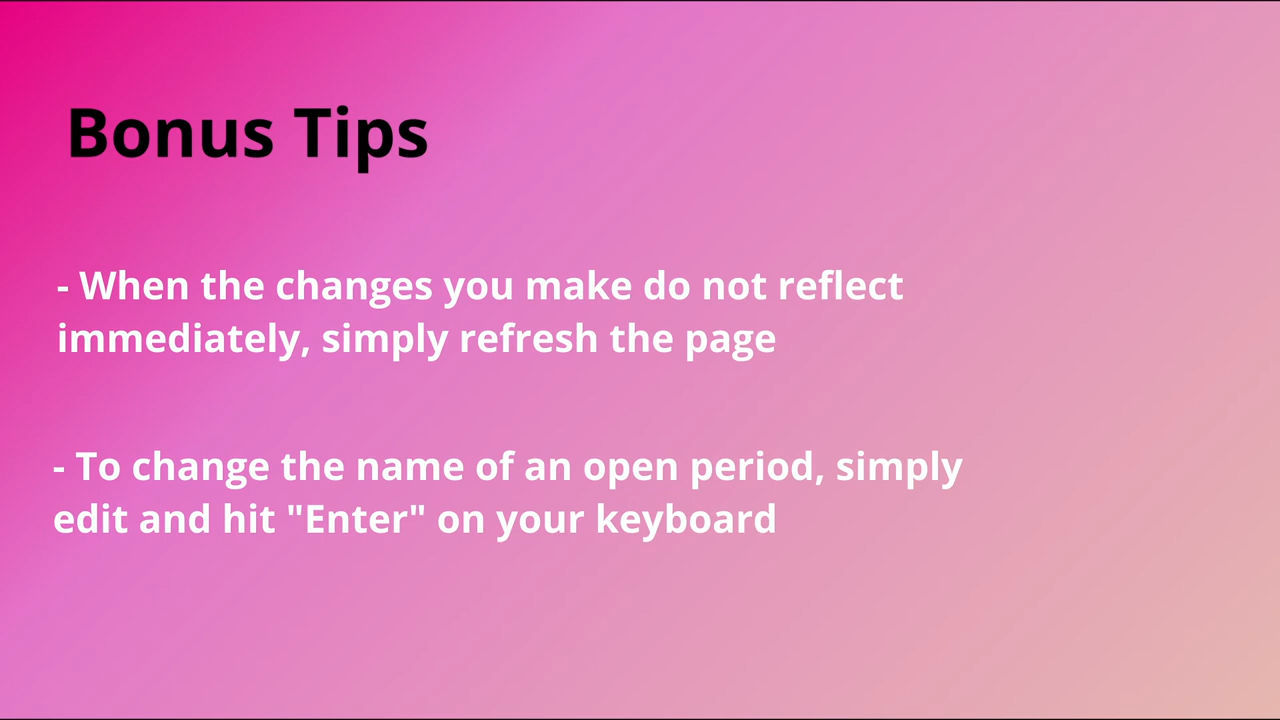 Bonus Tips
- When the changes you make do not reflect
immediately, simply refresh the page
- To change the name of an open period, simply
edit and hit "Enter" on your keyboard